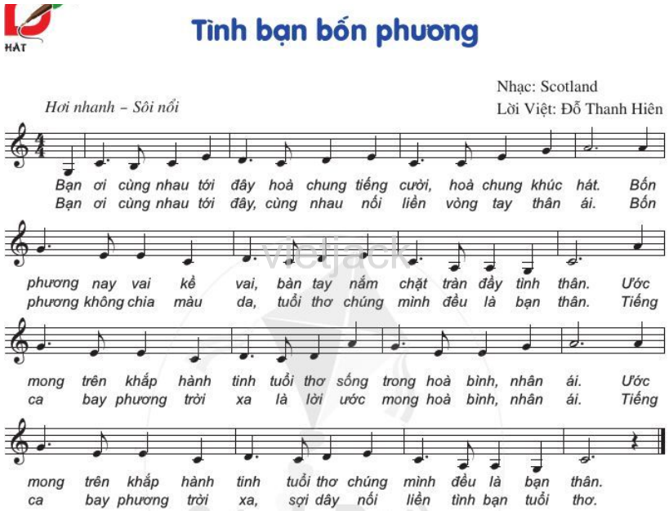 HÁT
Tình bạn bốn phương
Nhạc: Scotland
Hơi nhanh – Sôi nổi
Lời Việt: Đỗ Thanh Hiên
4
4
Bạn ơi cùng nhau tới đây hoà chung tiếng cười, hoà chung khúc hát. Bốn
Bạn ơi cùng nhau tới đây, cùng nhau nối liền vòng tay thân ái. Bốn
vietjack
phương nay vai kề vai, bàn tay nắm chặt tràn đầy tình thân. Ước
phương không chia màu da, tuổi thơ chúng mình đều là bạn thân. Tiếng
mong trên khắp hành tinh tuổi thơ sống trong hoà bình, nhân ái. Ước
ca bay phương trời xa là lời ước mong hoà bình, nhân ái. Tiếng
mong trên khắp hành tinh tuổi thơ chúng mình đều là bạn thân.
ca bay phương trời xa, sợi dây nối liền tình bạn tuổi thơ.